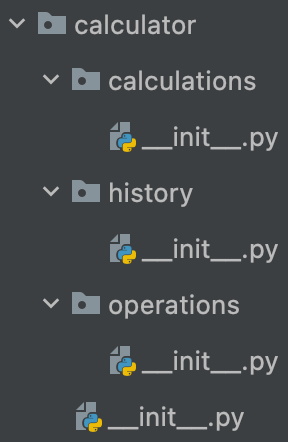 calculator
calculations
__init__.py
history
__init__.py
operations
__init__.py
__init__.py